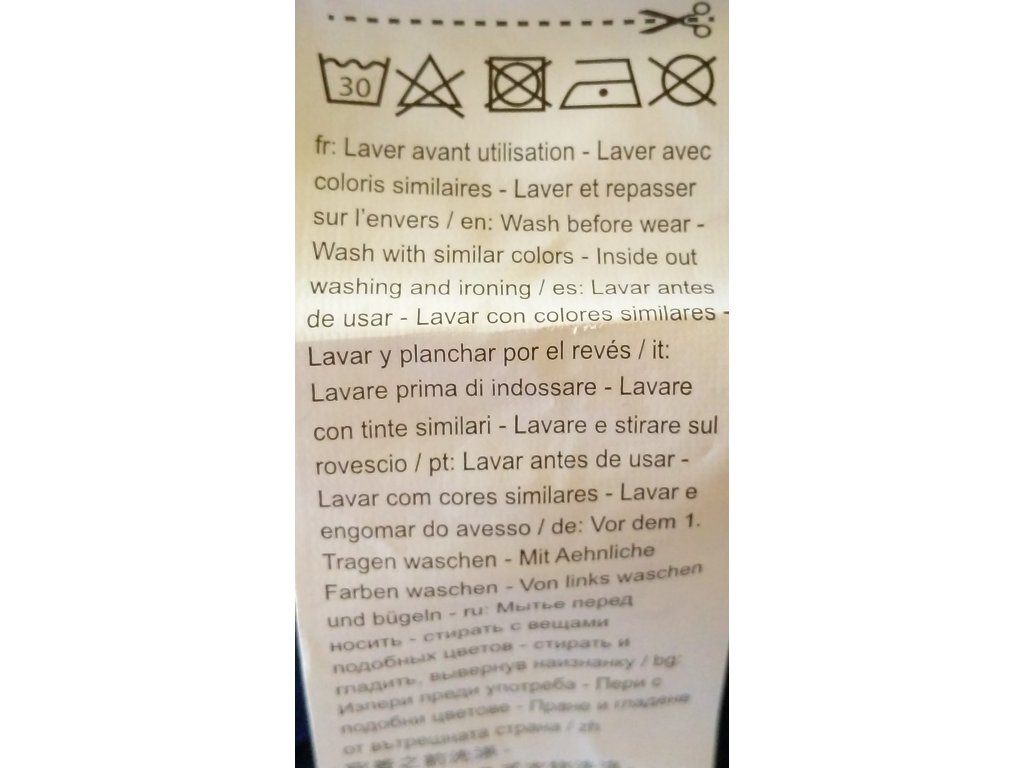 30
fr: Laver avant utilisation - Laver avec
coloris similaires - Laver et repasser
sur l'envers / en: Wash before wear -
Wash with similar colors - Inside out
washing and ironing / es: Lavar antes
de usar - Lavar con colores similares -
Lavar y planchar por el revés / it:
Lavare prima di indossare - Lavare
con tinte similari - Lavare e stirare sul
rovescio / pt: Lavar antes de usar -
Lavar com cores similares - Lavar e
engomar do avesso / de: Vor dem 1.
Tragen waschen - Mit Aehnliche
Farben waschen - Von links waschen
und bügeln - ru: Мытье перед
носить - стирать с вещами
подобных цветов - стирать и
гладить, вывернув наизнанку / bg:
Изпери преди употреба - Пери с
подобни цветове - Пране и гладене
от вътрешната страна / zh